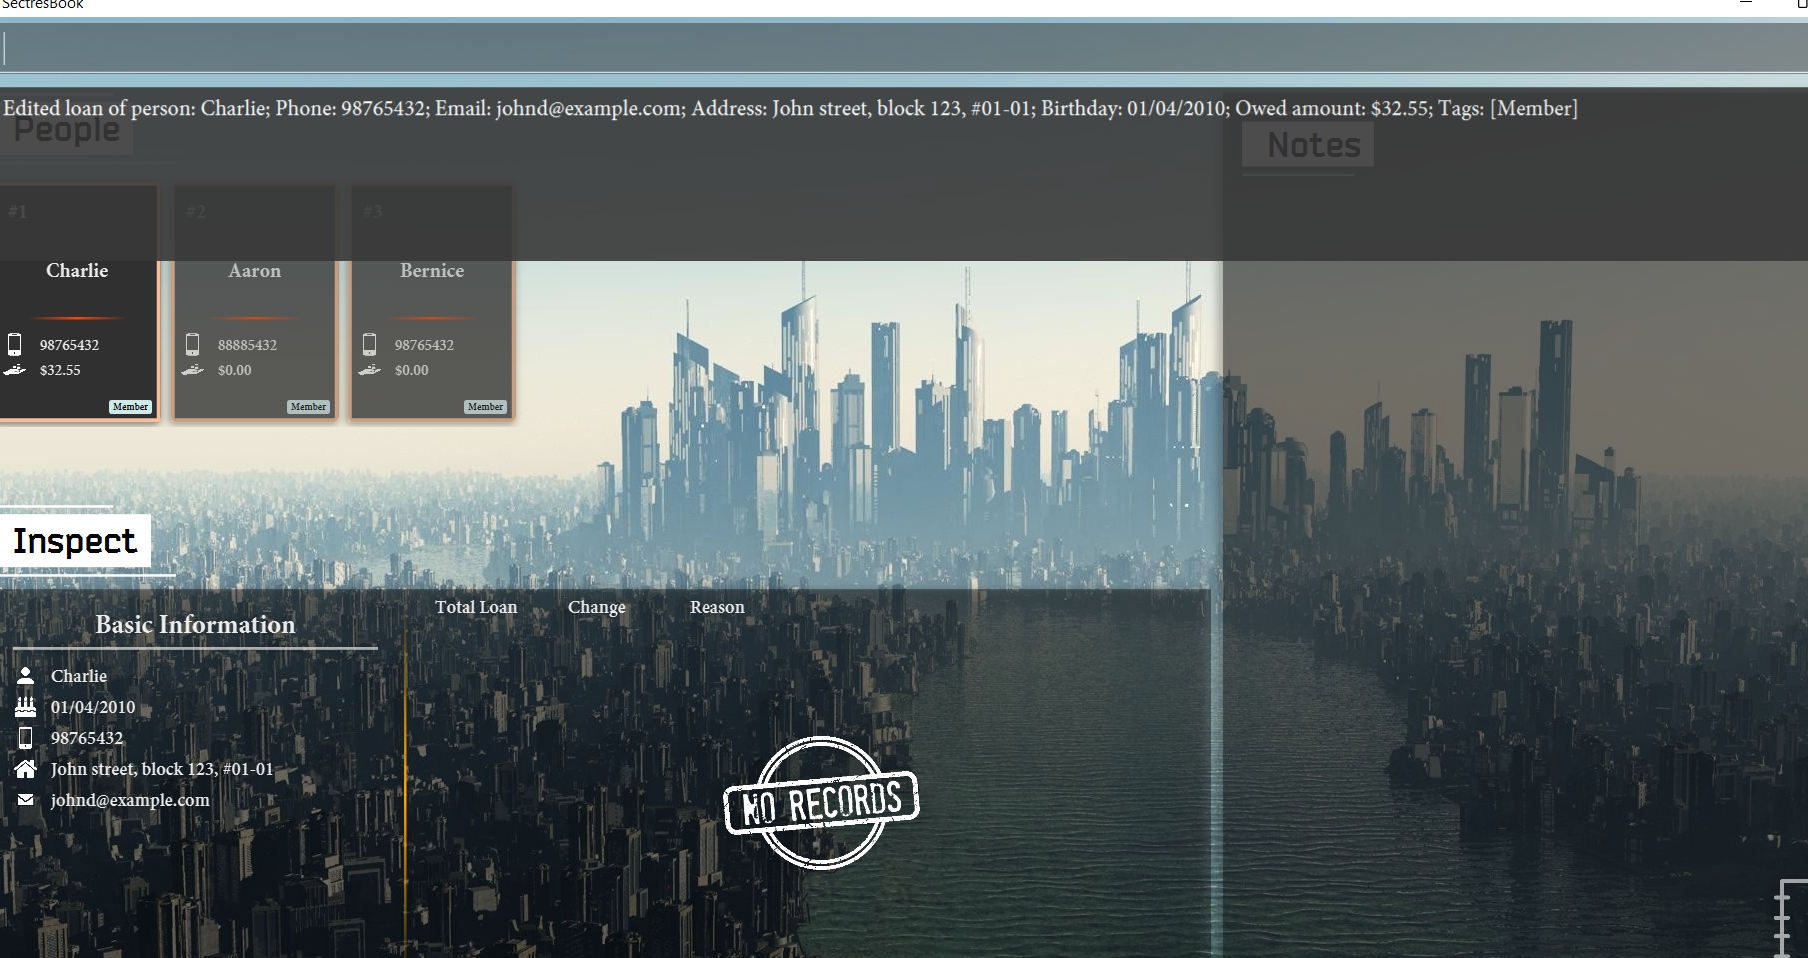 SectresBook
Edited loan of person: Charlie; Phone: 98765432; Email: johnd@example.com; Address: John street, block 123, #01-01; Birthday: 01/04/2010; Owed amount: $32.55; Tags: [Member]
People
Notes
#1
#2
#3
Charlie
Aaron
Bernice
98765432
88885432
98765432
$32.55
$0.00
$0.00
Member
Member
Member
Inspect
Total Loan Change Reason
Basic Information
Charlie
01/04/2010
98765432
John street, block 123, #01-01
johnd@example.com
NO RECORDS